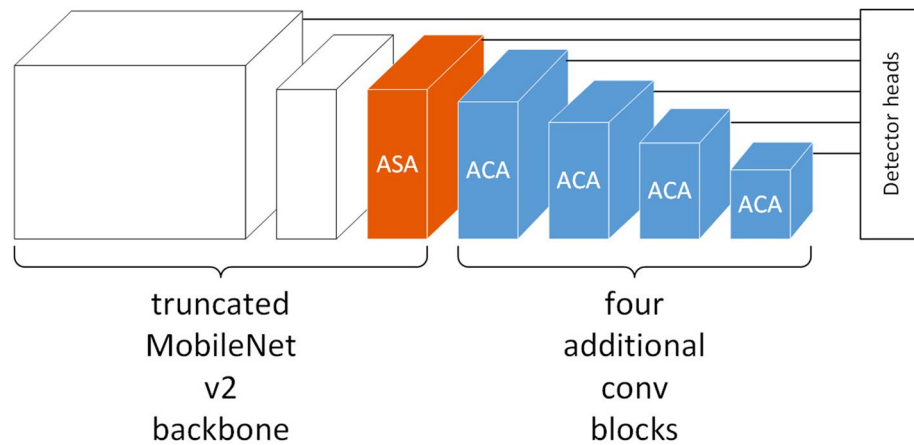 Detector heads
ASA
ACA
ACA
ACA
ACA
truncated
MobileNet
v2
backbone
four
additional
conv
blocks